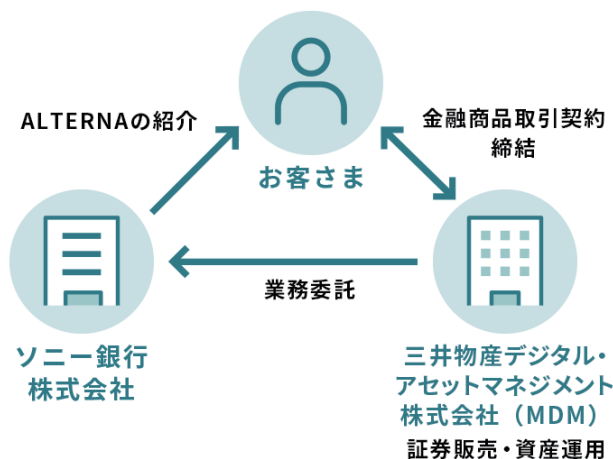 ALTERNAの紹介
金融商品取引契約
締結
お客さま
業務委託
ソニー銀行
株式会社
三井物産デジタル・
アセットマネジメント
株式会社（MDM）
証券販売・資産運用